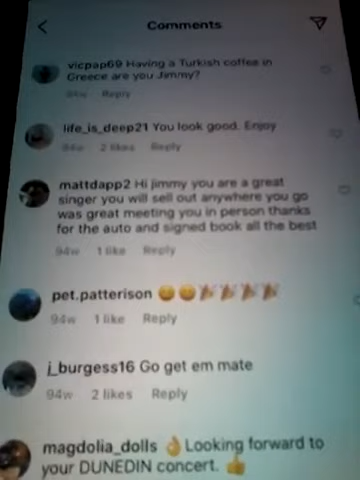 Comments
vicpap69 Having a Turkish coffee in
Greece are you Jimmy?
94w Reply
life_is_deep21 You look good. Enjoy
94w 2 likes Reply
mattdapp2 Hi jimmy you are a great
singer you will sell out anywhere you go
was great meeting you in person thanks
for the auto and signed book all the best
94w 1 like Reply
pet.patterison 😀😀🎉🎉🎉🎉
94w 1 like Reply
j_burgess16 Go get em mate
94w 2 likes Reply
magdolia_dolls 👌Looking forward to
your DUNEDIN concert. 👍